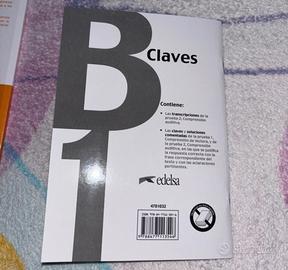 B1
Claves
Contiene:
• Las transcripciones de la
prueba 2, Comprensión
auditiva.
• Las claves y soluciones
comentadas de la prueba 1,
Comprensión de lectura, y de
la prueba 2, Comprensión
auditiva, en las que se justifica
la respuesta correcta con la
frase correspondiente del
texto y con las aclaraciones
pertinentes.
edelsa
4701032